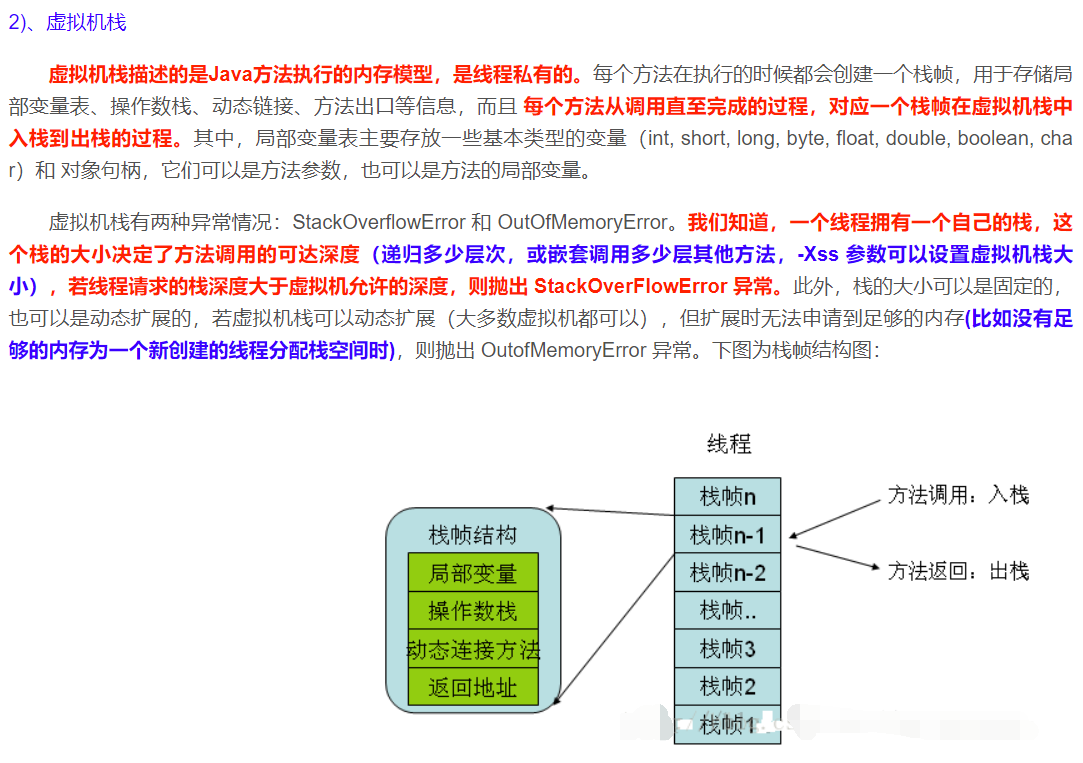 2)、虚拟机栈
虚拟机栈描述的是Java方法执行的内存模型，是线程私有的。每个方法在执行的时候都会创建一个栈帧，用于存储局
部变量表、操作数栈、动态链接、方法出口等信息，而且 每个方法从调用直至完成的过程，对应一个栈帧在虚拟机栈中
入栈到出栈的过程。其中，局部变量表主要存放一些基本类型的变量（int, short, long, byte, float, double, boolean, cha
r）和 对象句柄，它们可以是方法参数，也可以是方法的局部变量。
虚拟机栈有两种异常情况：StackOverflowError 和 OutOfMemoryError。我们知道，一个线程拥有一个自己的栈，这
个栈的大小决定了方法调用的可达深度（递归多少层次，或嵌套调用多少层其他方法，-Xss 参数可以设置虚拟机栈大
小），若线程请求的栈深度大于虚拟机允许的深度，则抛出 StackOverFlowError 异常。此外，栈的大小可以是固定的，
也可以是动态扩展的，若虚拟机栈可以动态扩展（大多数虚拟机都可以），但扩展时无法申请到足够的内存(比如没有足
够的内存为一个新创建的线程分配栈空间时)，则抛出 OutofMemoryError 异常。下图为栈帧结构图：
线程
栈帧n
栈帧n-1
栈帧n-2
栈帧..
栈帧3
栈帧2
栈帧1
方法调用：入栈
方法返回：出栈
栈帧结构
局部变量
操作数栈
动态连接方法
返回地址